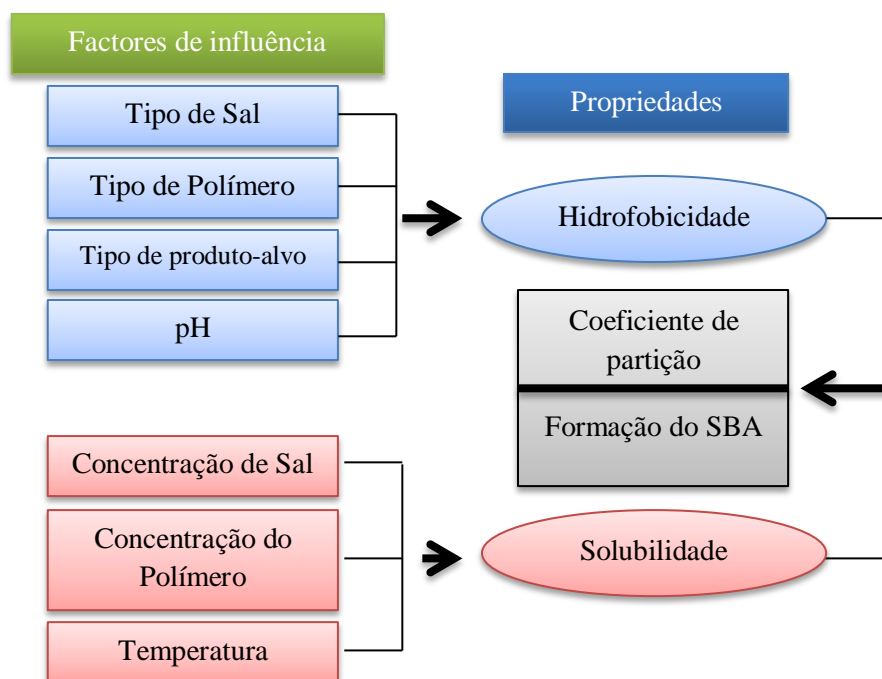 Factores de influência
Tipo de Sal
Tipo de Polímero
Tipo de produto-alvo
pH
Concentração de Sal
Concentração do
Polímero
Temperatura
Propriedades
Hidrofobicidade
Coeficiente de
partição
Formação do SBA
Solubilidade